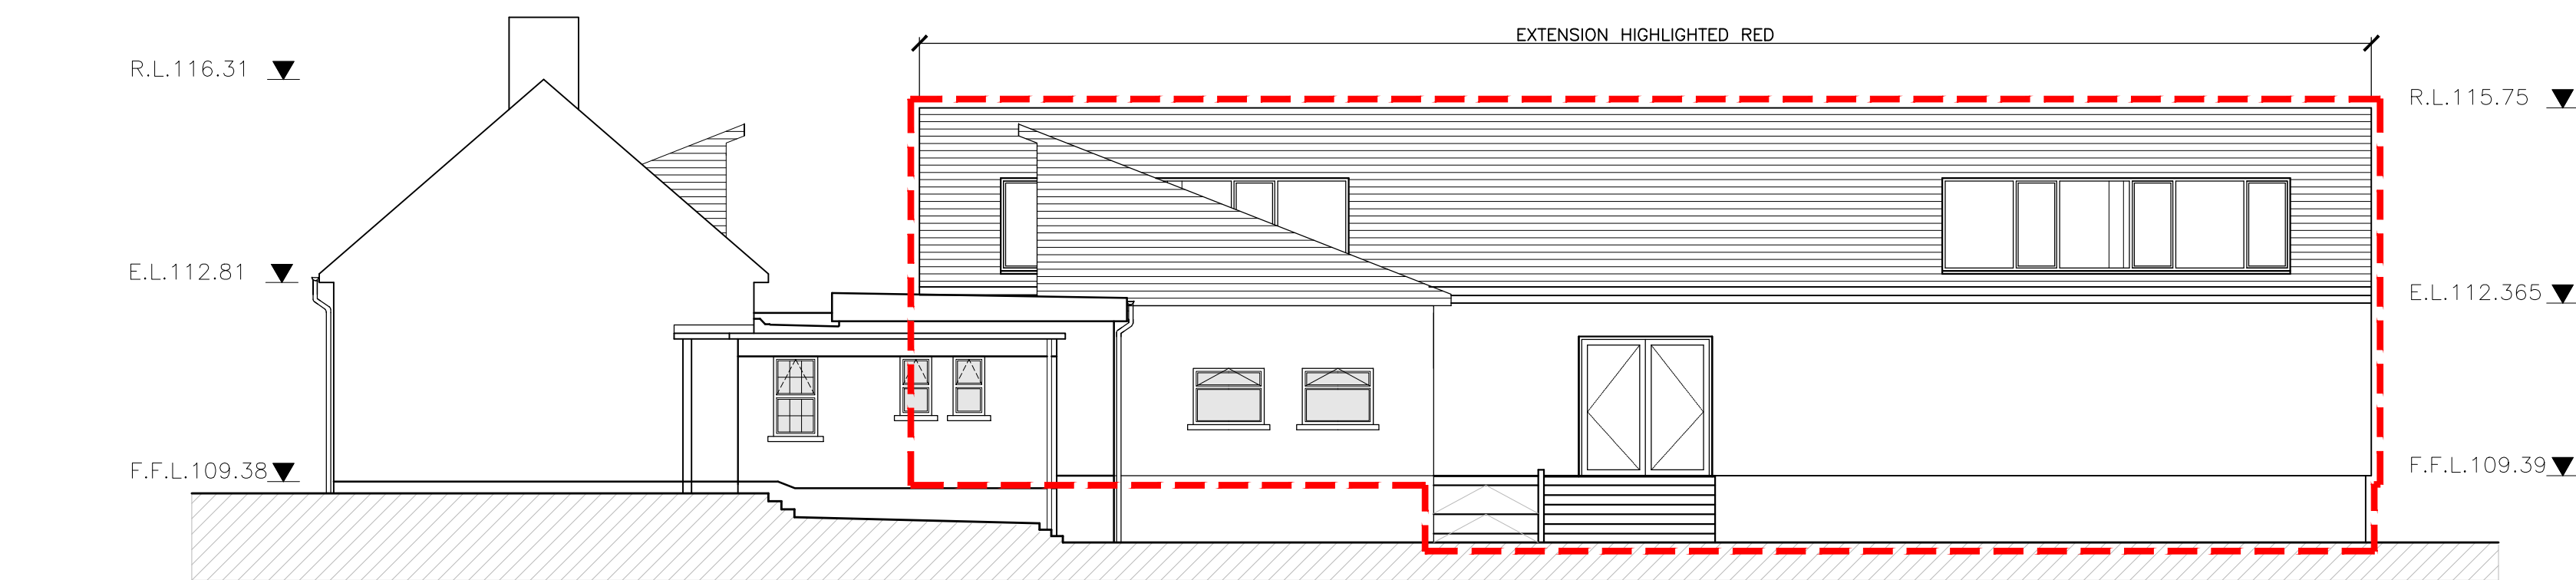 EXTENSION HIGHLIGHTED RED
R.L.116.31
R.L.115.75
E.L.112.81
E.L.112.365
F.F.L.109.38
F.F.L.109.39